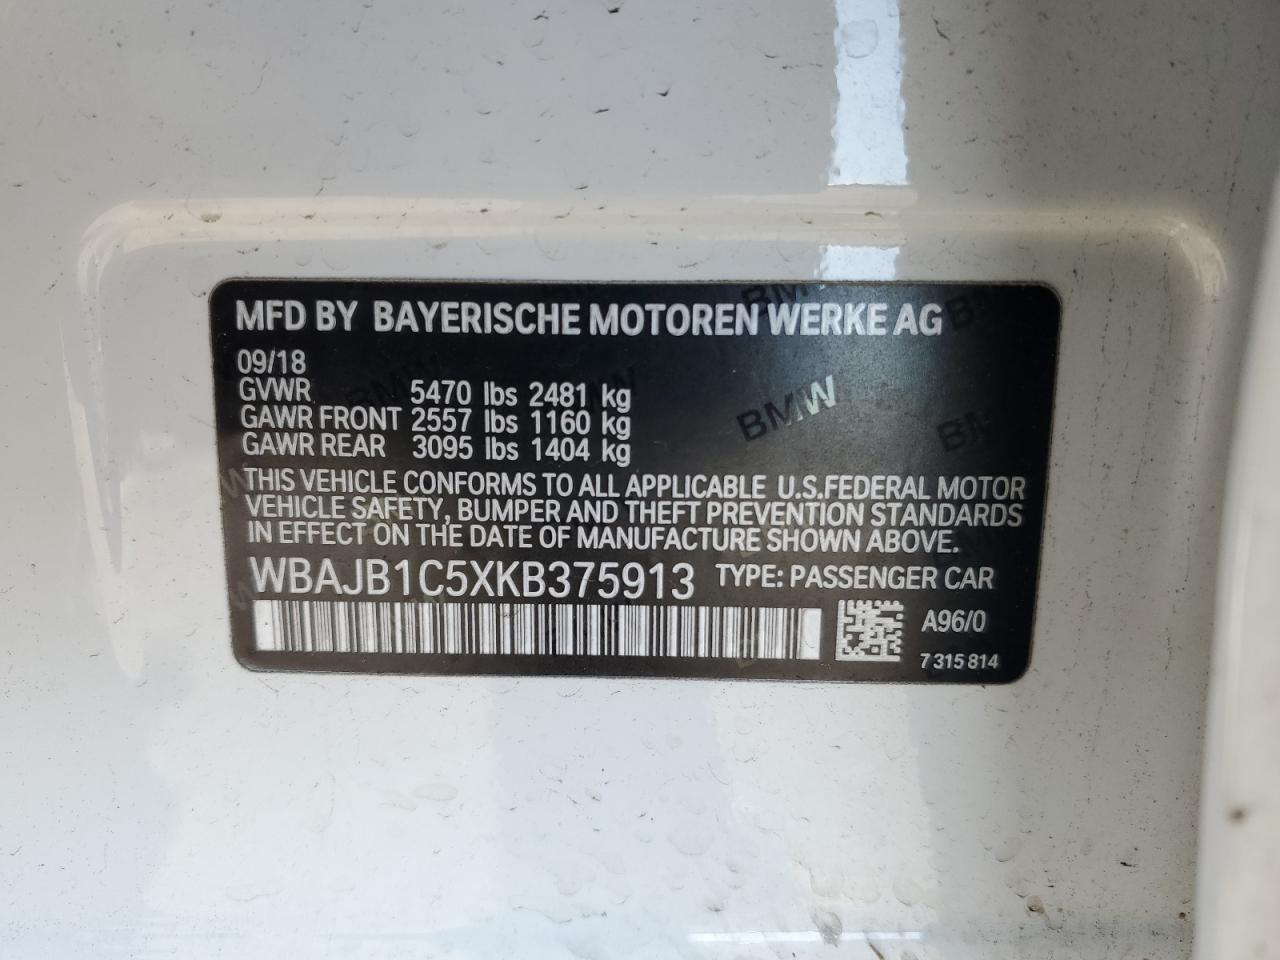 MFD BY BAYERISCHE MOTOREN WERKE AG
09/18
GVWR 5470 lbs 2481 kg
GAWR FRONT 2557 lbs 1160 kg
GAWR REAR 3095 lbs 1404 kg
THIS VEHICLE CONFORMS TO ALL APPLICABLE U.S.FEDERAL MOTOR
VEHICLE SAFETY, BUMPER AND THEFT PREVENTION STANDARDS
IN EFFECT ON THE DATE OF MANUFACTURE SHOWN ABOVE.
WBAJB1C5XKB375913 TYPE: PASSENGER CAR
A96/0
7 315 814
BMW
BMW
BMW